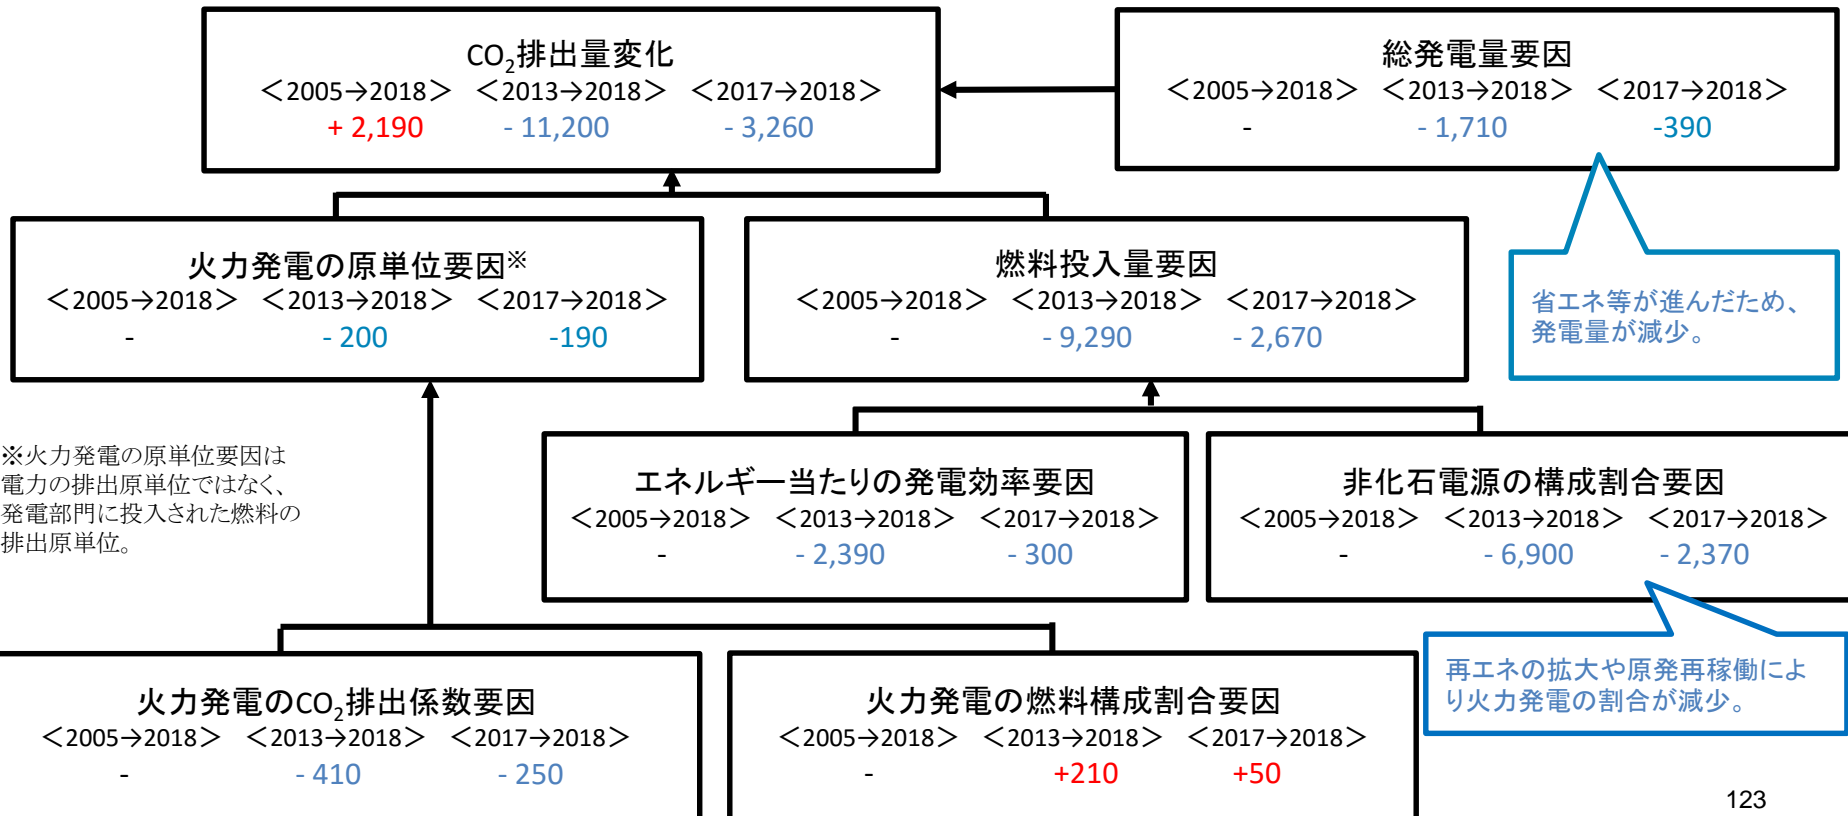 CO₂排出量変化
＜2005→2018＞ ＜2013→2018＞ ＜2017→2018＞
+ 2,190 - 11,200 - 3,260
総発電量要因
＜2005→2018＞ ＜2013→2018＞ ＜2017→2018＞
- - 1,710 -390
火力発電の原単位要因※
＜2005→2018＞ ＜2013→2018＞ ＜2017→2018＞
- - 200 -190
燃料投入量要因
＜2005→2018＞ ＜2013→2018＞ ＜2017→2018＞
- - 9,290 - 2,670
省エネ等が進んだため、
発電量が減少。
※火力発電の原単位要因は
電力の排出原単位ではなく、
発電部門に投入された燃料の
排出原単位。
エネルギー当たりの発電効率要因
＜2005→2018＞ ＜2013→2018＞ ＜2017→2018＞
- - 2,390 - 300
非化石電源の構成割合要因
＜2005→2018＞ ＜2013→2018＞ ＜2017→2018＞
- - 6,900 - 2,370
再エネの拡大や原発再稼働によ
り火力発電の割合が減少。
火力発電のCO₂排出係数要因
＜2005→2018＞ ＜2013→2018＞ ＜2017→2018＞
- - 410 - 250
火力発電の燃料構成割合要因
＜2005→2018＞ ＜2013→2018＞ ＜2017→2018＞
- +210 +50
123